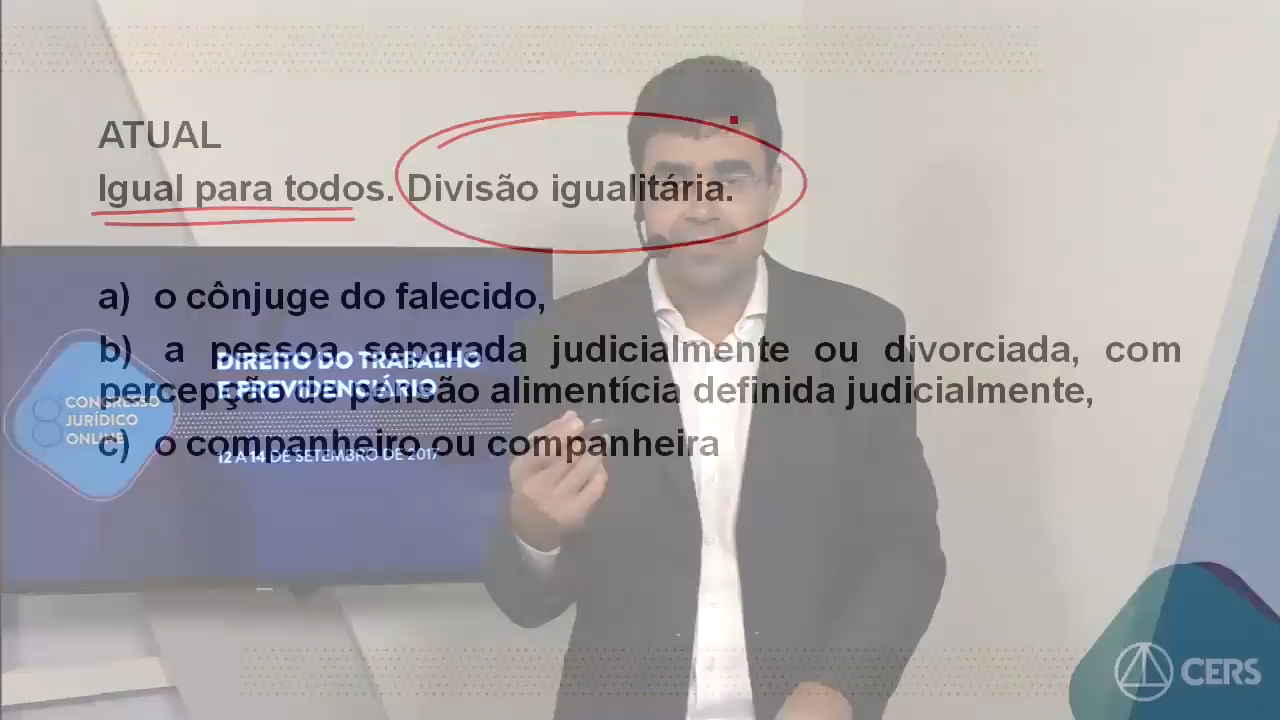 ATUAL
Igual para todos. Divisão igualitária.
a) o cônjuge do falecido,
b) a pessoa separada judicialmente ou divorciada, com
percepção de pensão alimentícia definida judicialmente,
c) o companheiro ou companheira
DIREITO DO TRABALHO
E PREVIDENCIÁRIO
12 A 14 DE SETEMBRO DE 2017
8
CONGRESSO
JURÍDICO
ONLINE
CERS